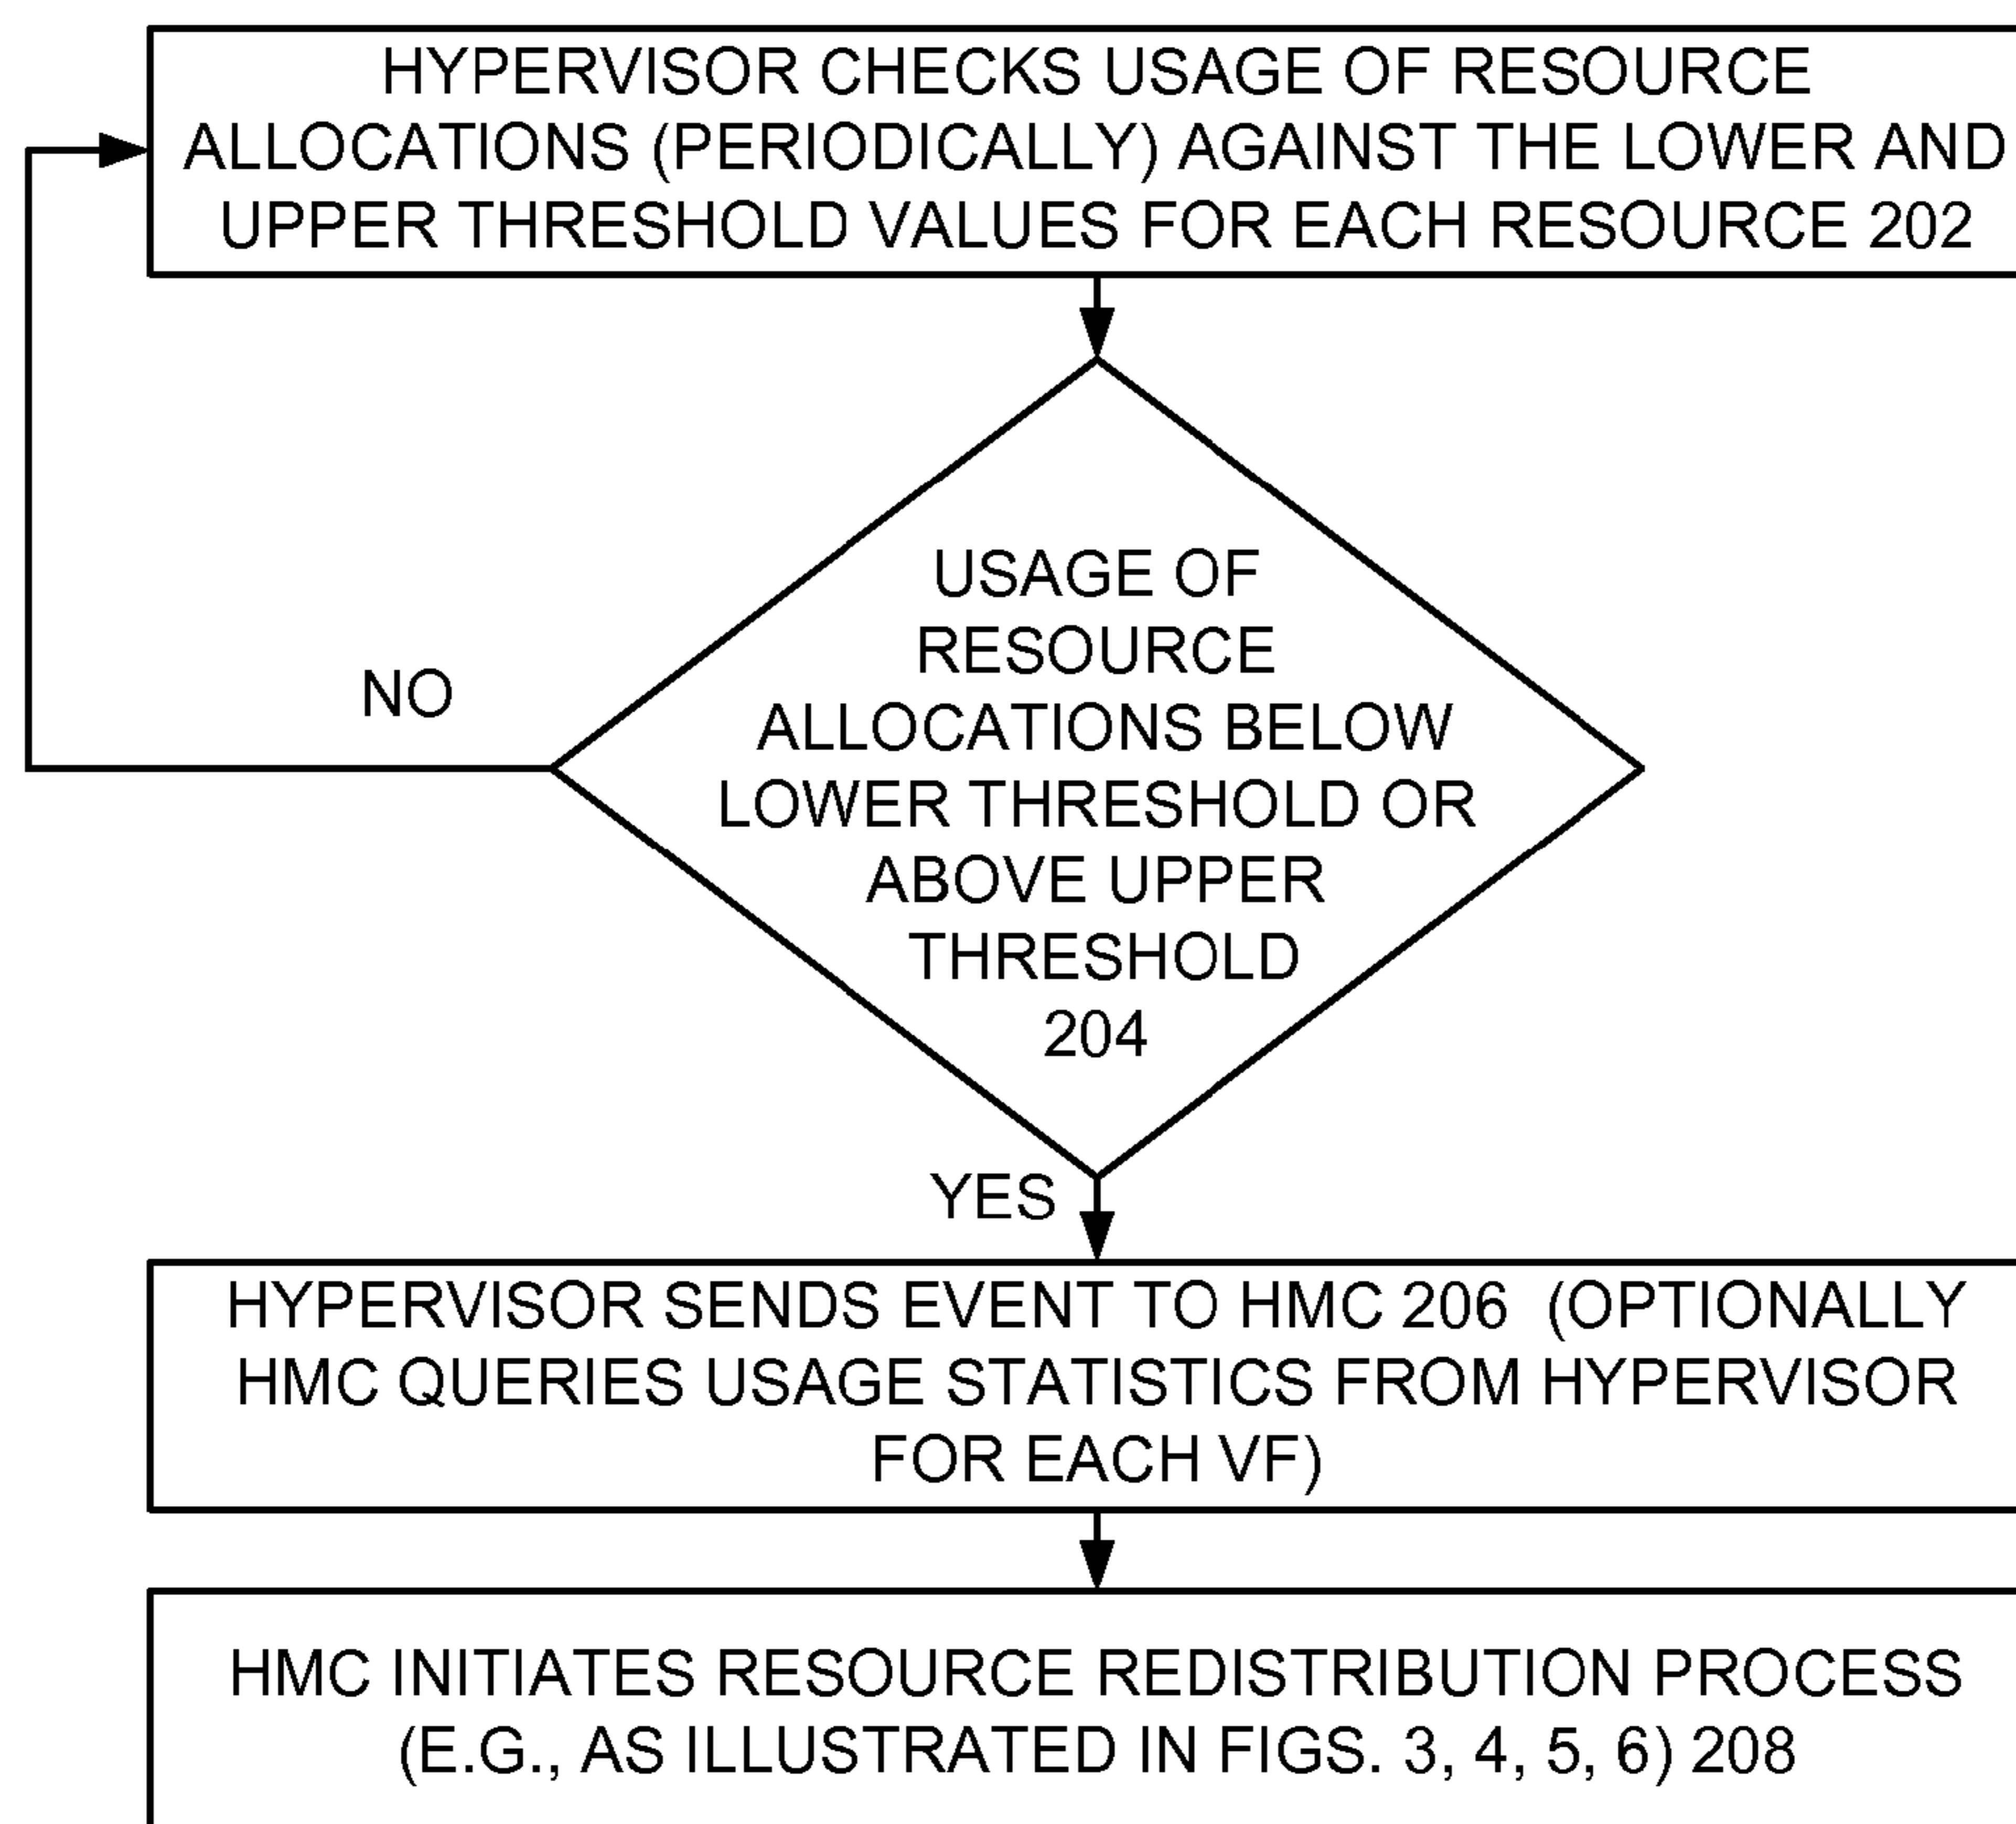 HYPERVISOR CHECKS USAGE OF RESOURCE
ALLOCATIONS (PERIODICALLY) AGAINST THE LOWER AND
UPPER THRESHOLD VALUES FOR EACH RESOURCE 202
USAGE OF
RESOURCE
ALLOCATIONS BELOW
LOWER THRESHOLD OR
ABOVE UPPER
THRESHOLD
204
NO
YES
HYPERVISOR SENDS EVENT TO HMC 206 (OPTIONALLY
HMC QUERIES USAGE STATISTICS FROM HYPERVISOR
FOR EACH VF)
HMC INITIATES RESOURCE REDISTRIBUTION PROCESS
(E.G., AS ILLUSTRATED IN FIGS. 3, 4, 5, 6) 208